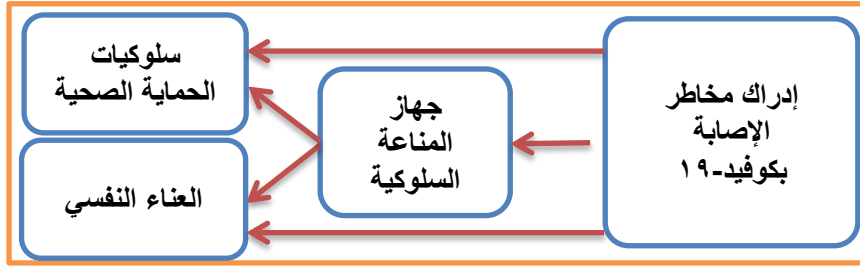 إدراك مخاطر
الإصابة
بكوفيد-١٩
جهاز
المناعة
السلوكية
سلوكيات
الحماية الصحية
العناء النفسي